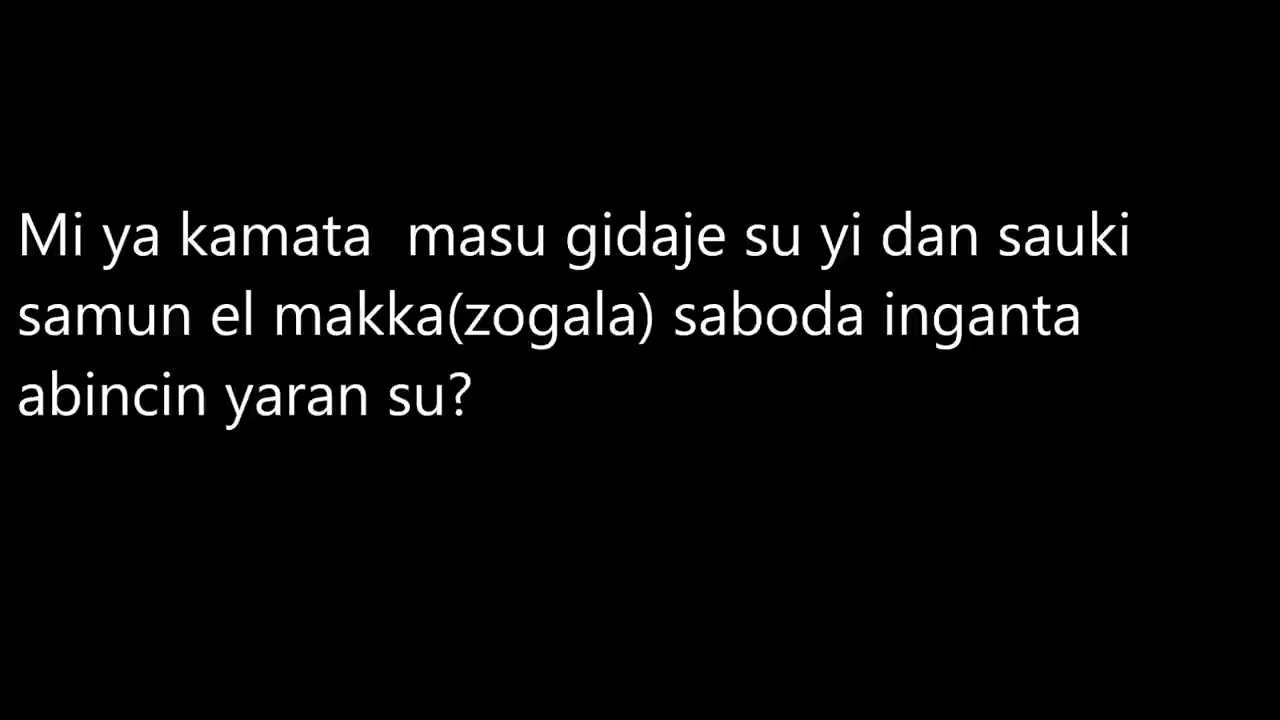 Mi ya kamata  masu gidaje su yi dan sauki
samun el makka(zogala) saboda inganta
abincin yaran su?